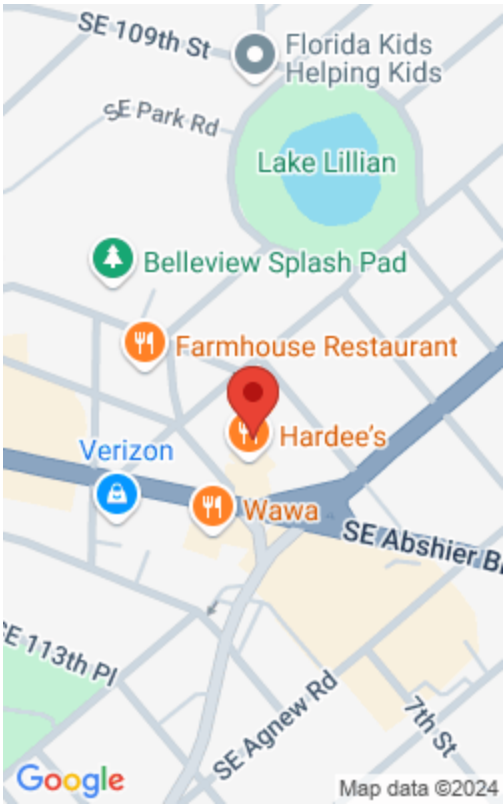 SE 109th St
Florida Kids
Helping Kids
SE Park Rd
Lake Lillian
Belleview Splash Pad
Farmhouse Restaurant
Hardee's
Verizon
Wawa
SE Abshier B
SE 113th Pl
SE Agnew Rd
7th St
Google
Map data ©2024